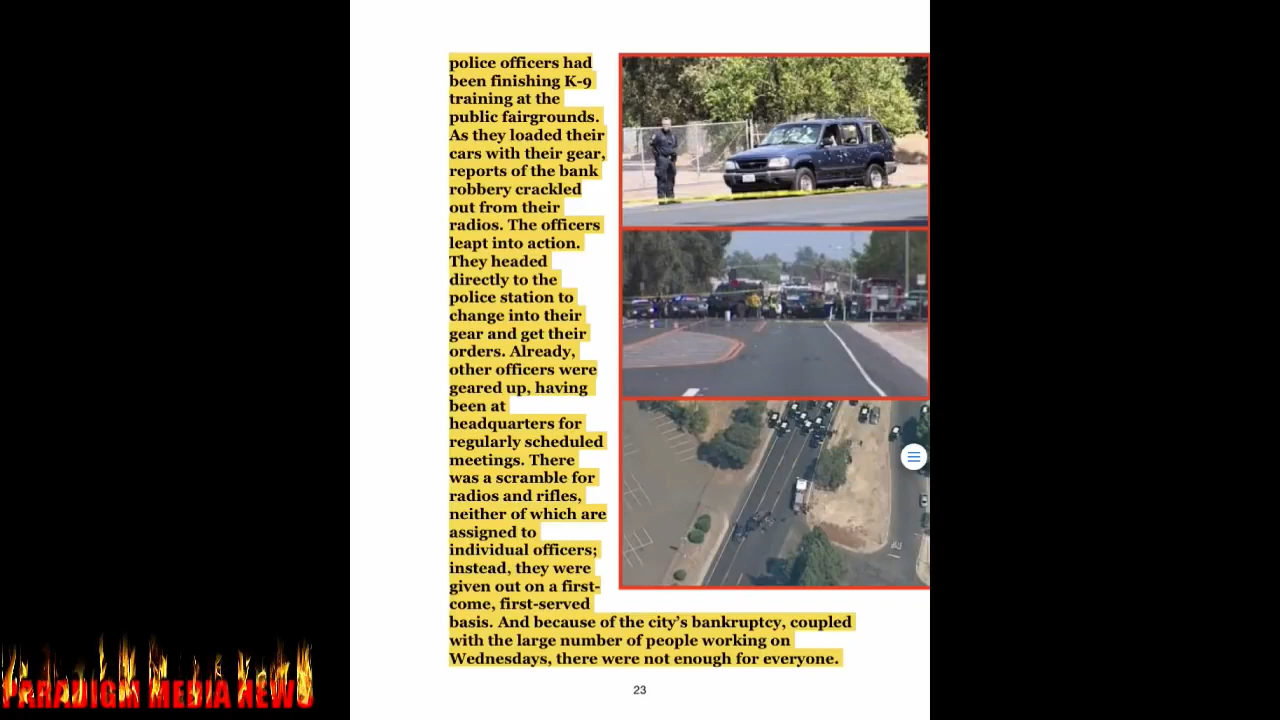 police officers had
been finishing K-9
training at the
public fairgrounds.
As they loaded their
cars with their gear,
reports of the bank
robbery crackled
out from their
radios. The officers
leapt into action.
They headed
directly to the
police station to
change into their
gear and get their
orders. Already,
other officers were
geared up, having
been at
headquarters for
regularly scheduled
meetings. There
was a scramble for
radios and rifles,
neither of which are
assigned to
individual officers;
instead, they were
given out on a first-
come, first-served
basis. And because of the city's bankruptcy, coupled
with the large number of people working on
Wednesdays, there were not enough for everyone.
23
PARADIGM MEDIA NEWS